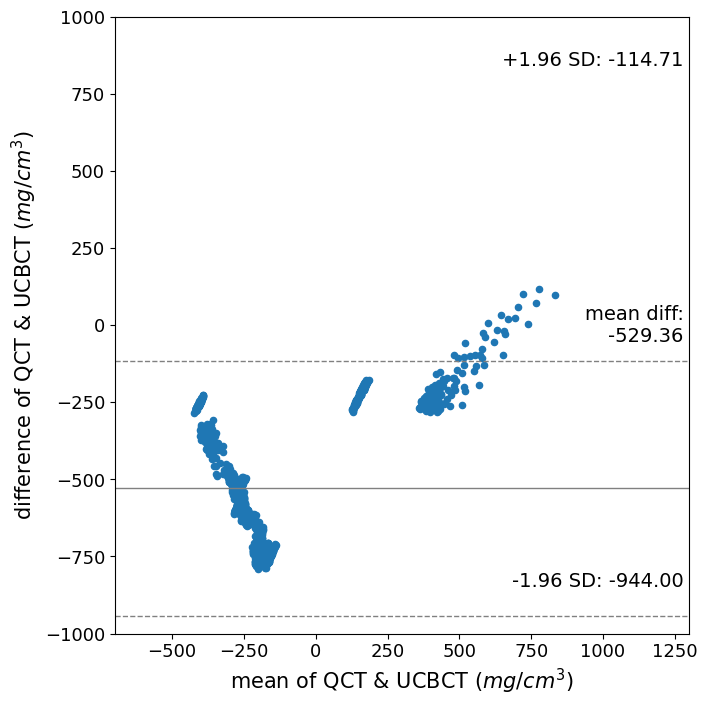 1000
750
500
250
0
−250
−500
−750
−1000
difference of QCT & UCBCT (mg/cm³)
+1.96 SD: -114.71
mean diff:
-529.36
-1.96 SD: -944.00
−500 −250 0 250 500 750 1000 1250
mean of QCT & UCBCT (mg/cm³)